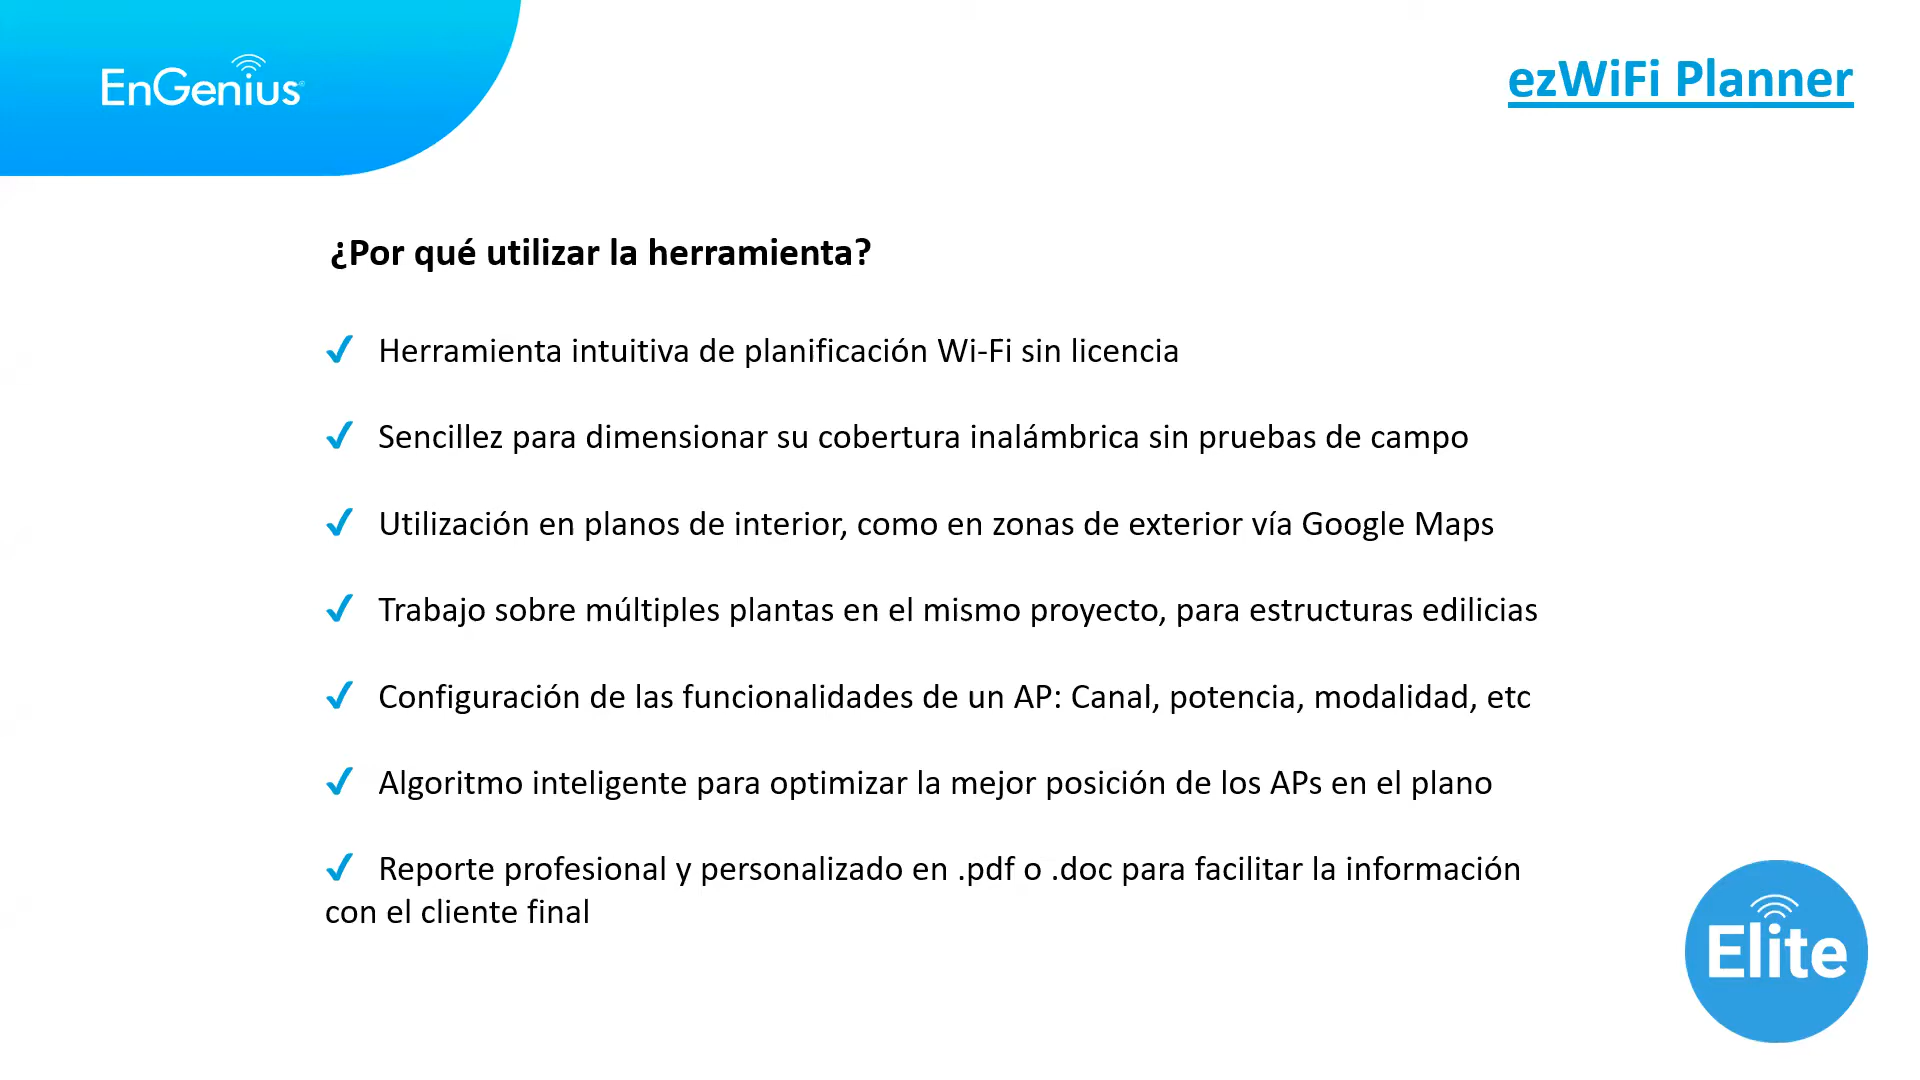 EnGenius
ezWiFi Planner
¿Por qué utilizar la herramienta?
✔ Herramienta intuitiva de planificación Wi-Fi sin licencia
✔ Sencillez para dimensionar su cobertura inalámbrica sin pruebas de campo
✔ Utilización en planos de interior, como en zonas de exterior vía Google Maps
✔ Trabajo sobre múltiples plantas en el mismo proyecto, para estructuras edilicias
✔ Configuración de las funcionalidades de un AP: Canal, potencia, modalidad, etc
✔ Algoritmo inteligente para optimizar la mejor posición de los APs en el plano
✔ Reporte profesional y personalizado en .pdf o .doc para facilitar la información
con el cliente final
Elite